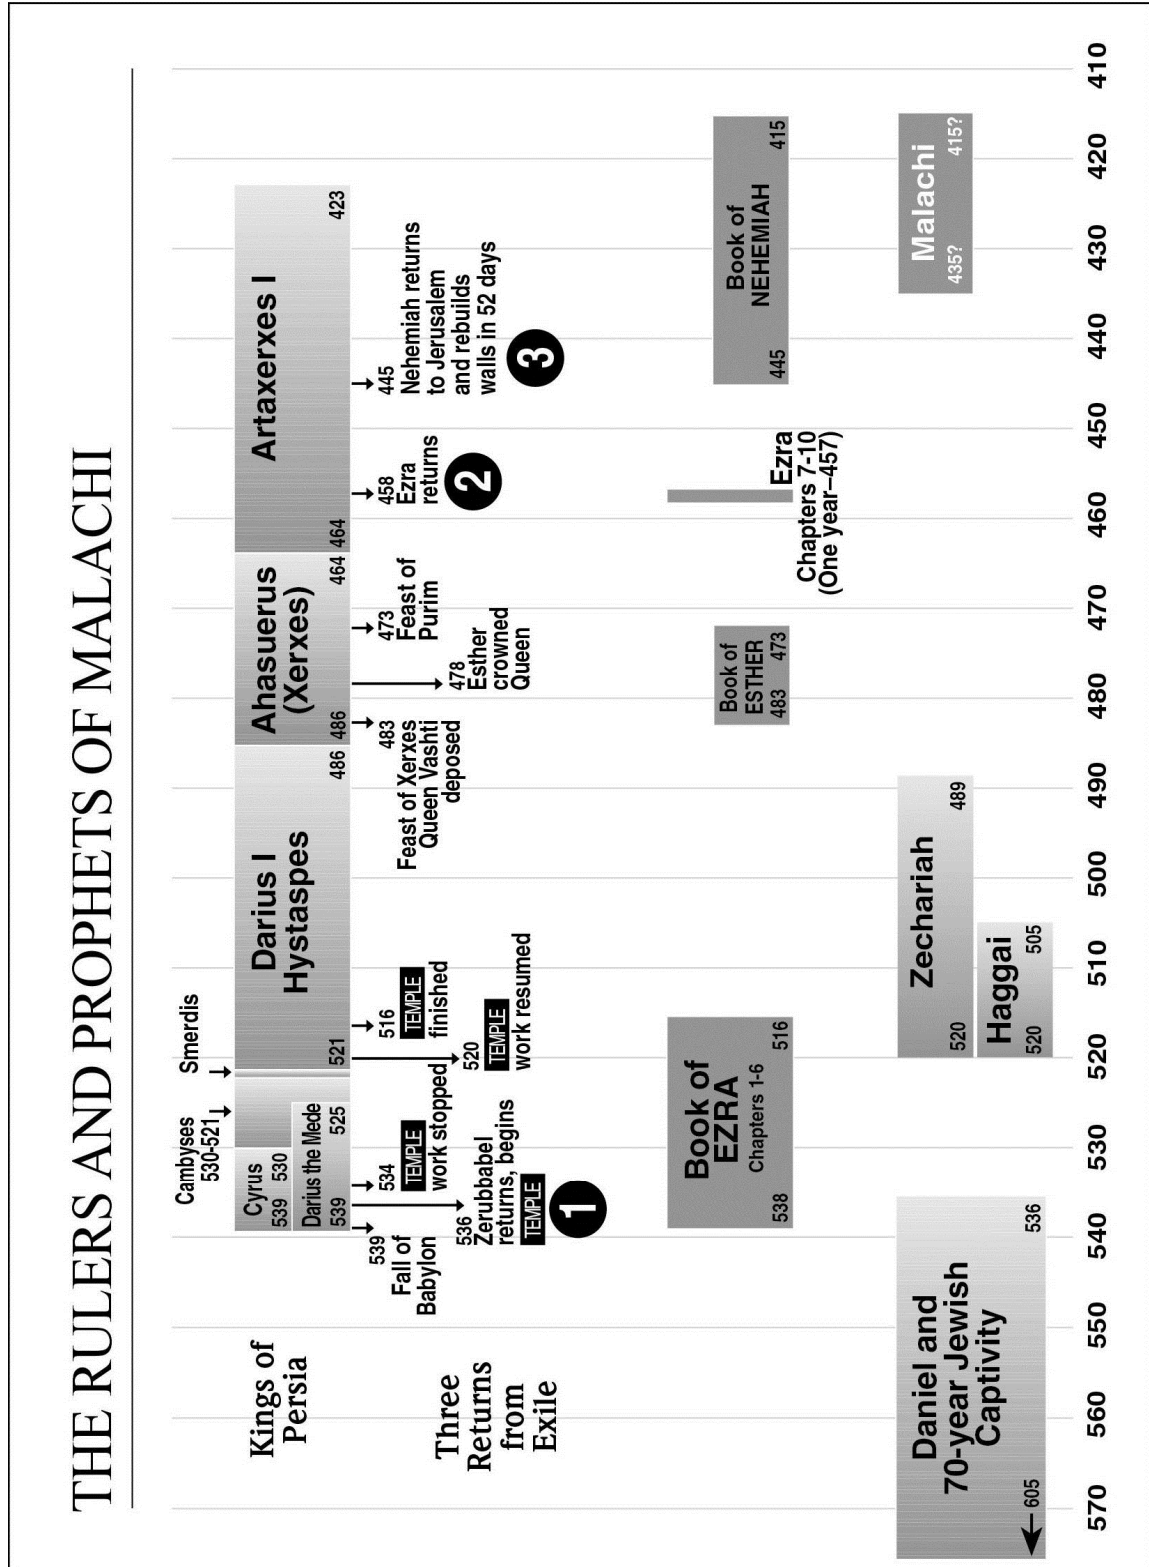 THE RULERS AND PROPHETS OF MALACHI
Kings of
Persia
Cambyses
530-521
Smerdis
Cyrus
539 530
Darius the Mede
539 525
Darius I
Hystaspes
521 486
Ahasuerus
(Xerxes)
486 464
Artaxerxes I
464 423
Three
Returns
from
Exile
539
Fall of
Babylon
536
Zerubbabel
returns, begins
TEMPLE
1
534
TEMPLE
work stopped
520
TEMPLE
work resumed
516
TEMPLE
finished
483
Feast of Xerxes
Queen Vashti
deposed
478
Esther
crowned
Queen
473
Feast of
Purim
458
Ezra
returns
2
445
Nehemiah returns
to Jerusalem
and rebuilds
walls in 52 days
3
Book of
EZRA
Chapters 1-6
538 516
Book of
ESTHER
483 473
Ezra
Chapters 7-10
(One year–457)
Book of
NEHEMIAH
445 415
Daniel and
70-year Jewish
Captivity
605 536
Zechariah
520 489
Haggai
520 505
Malachi
435? 415?
570 560 550 540 530 520 510 500 490 480 470 460 450 440 430 420 410